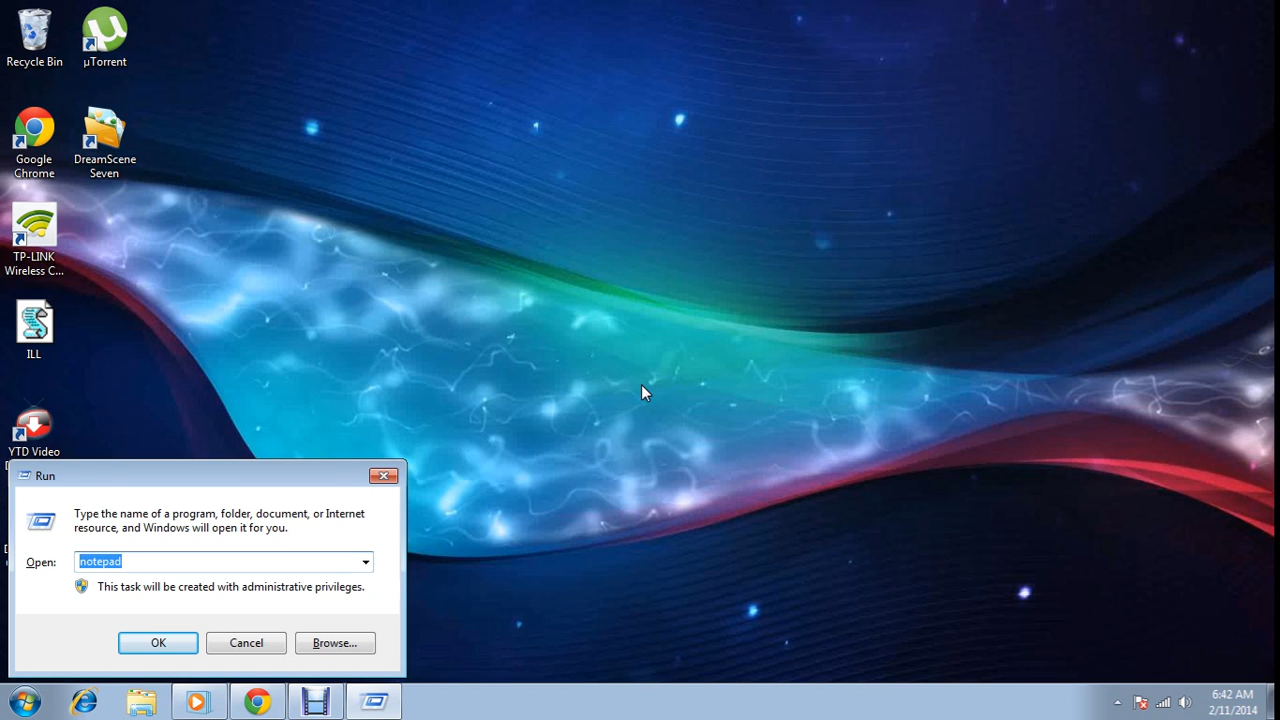 Recycle Bin
µTorrent
Google
Chrome
DreamScene
Seven
TP-LINK
Wireless C...
ILL
YTD Video
Run
Type the name of a program, folder, document, or Internet
resource, and Windows will open it for you.
Open:
notepad
This task will be created with administrative privileges.
OK
Cancel
Browse...
6:42 AM
2/11/2014